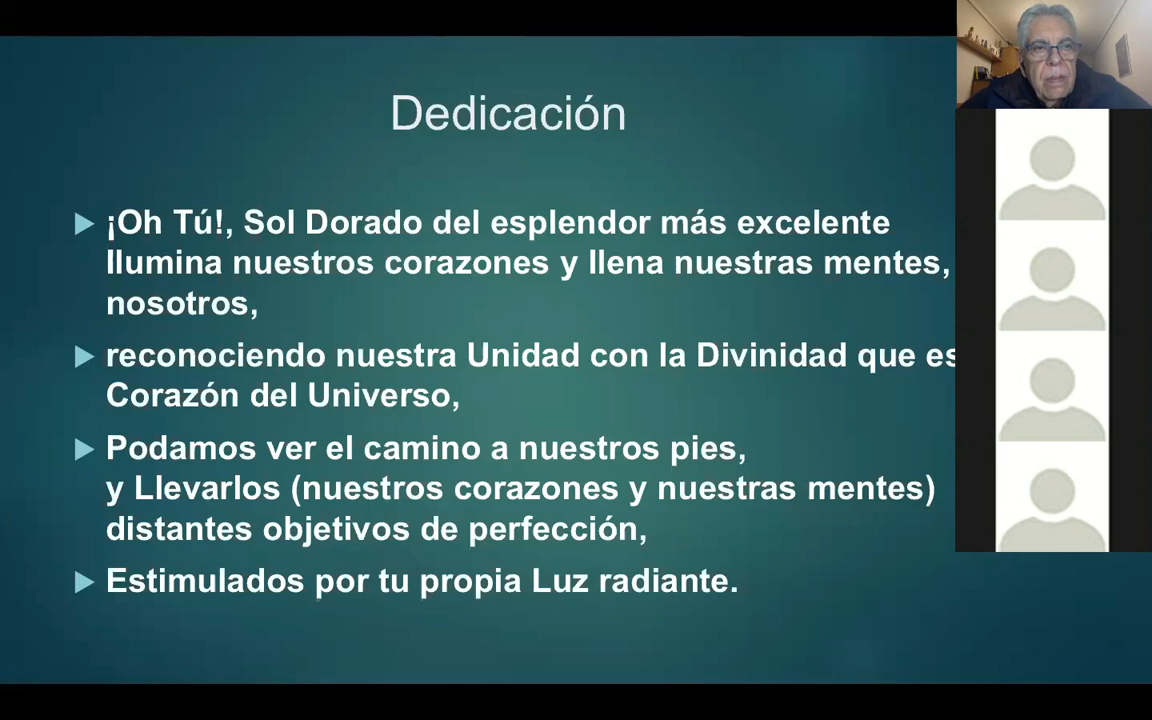 Dedicación
¡Oh Tú!, Sol Dorado del esplendor más excelente
Ilumina nuestros corazones y llena nuestras mentes,
nosotros,
reconociendo nuestra Unidad con la Divinidad que es
Corazón del Universo,
Podamos ver el camino a nuestros pies,
y Llevarlos (nuestros corazones y nuestras mentes)
distantes objetivos de perfección,
Estimulados por tu propia Luz radiante.